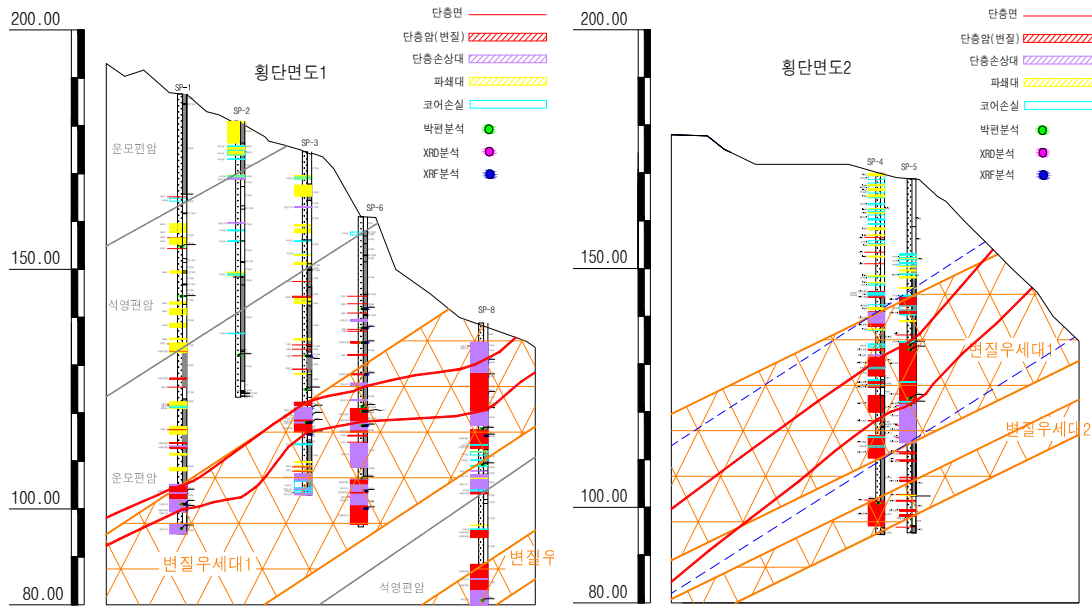 200.00
150.00
100.00
80.00
횡단면도1
단층면
단층암(변질)
단층손상대
파쇄대
코어손실
박편분석
XRD분석
XRF분석
SP-1
SP-2
SP-3
SP-6
SP-8
운모편암
석영편암
운모편암
석영편암
변질우세대1
변질우
200.00
150.00
100.00
80.00
횡단면도2
단층면
단층암(변질)
단층손상대
파쇄대
코어손실
박편분석
XRD분석
XRF분석
SP-4
SP-5
변질우세대1
변질우세대2